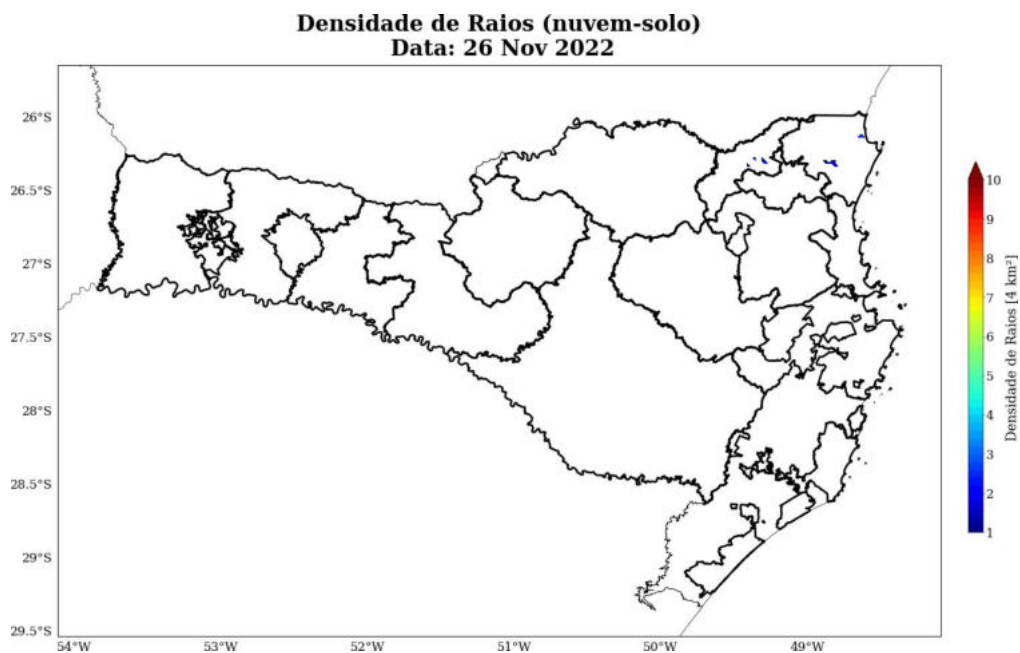 Densidade de Raios (nuvem-solo)
Data: 26 Nov 2022
26°S
26.5°S
27°S
27.5°S
28°S
28.5°S
29°S
29.5°S
54°W
53°W
52°W
51°W
50°W
49°W
10
9
8
7
6
5
4
3
2
1
Densidade de Raios [4 km²]